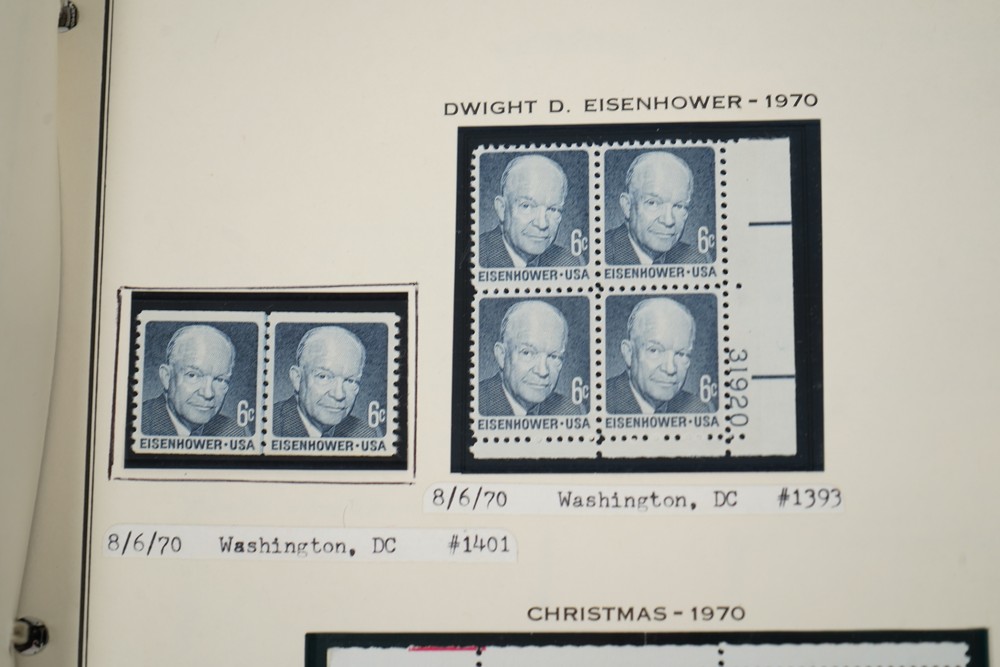 DWIGHT D. EISENHOWER - 1970
6c
EISENHOWER · USA
6c
EISENHOWER · USA
6c
EISENHOWER · USA
6c
EISENHOWER · USA
31920
6c
EISENHOWER · USA
6c
EISENHOWER · USA
8/6/70 Washington, DC #1393
8/6/70 Washington, DC #1401
CHRISTMAS - 1970